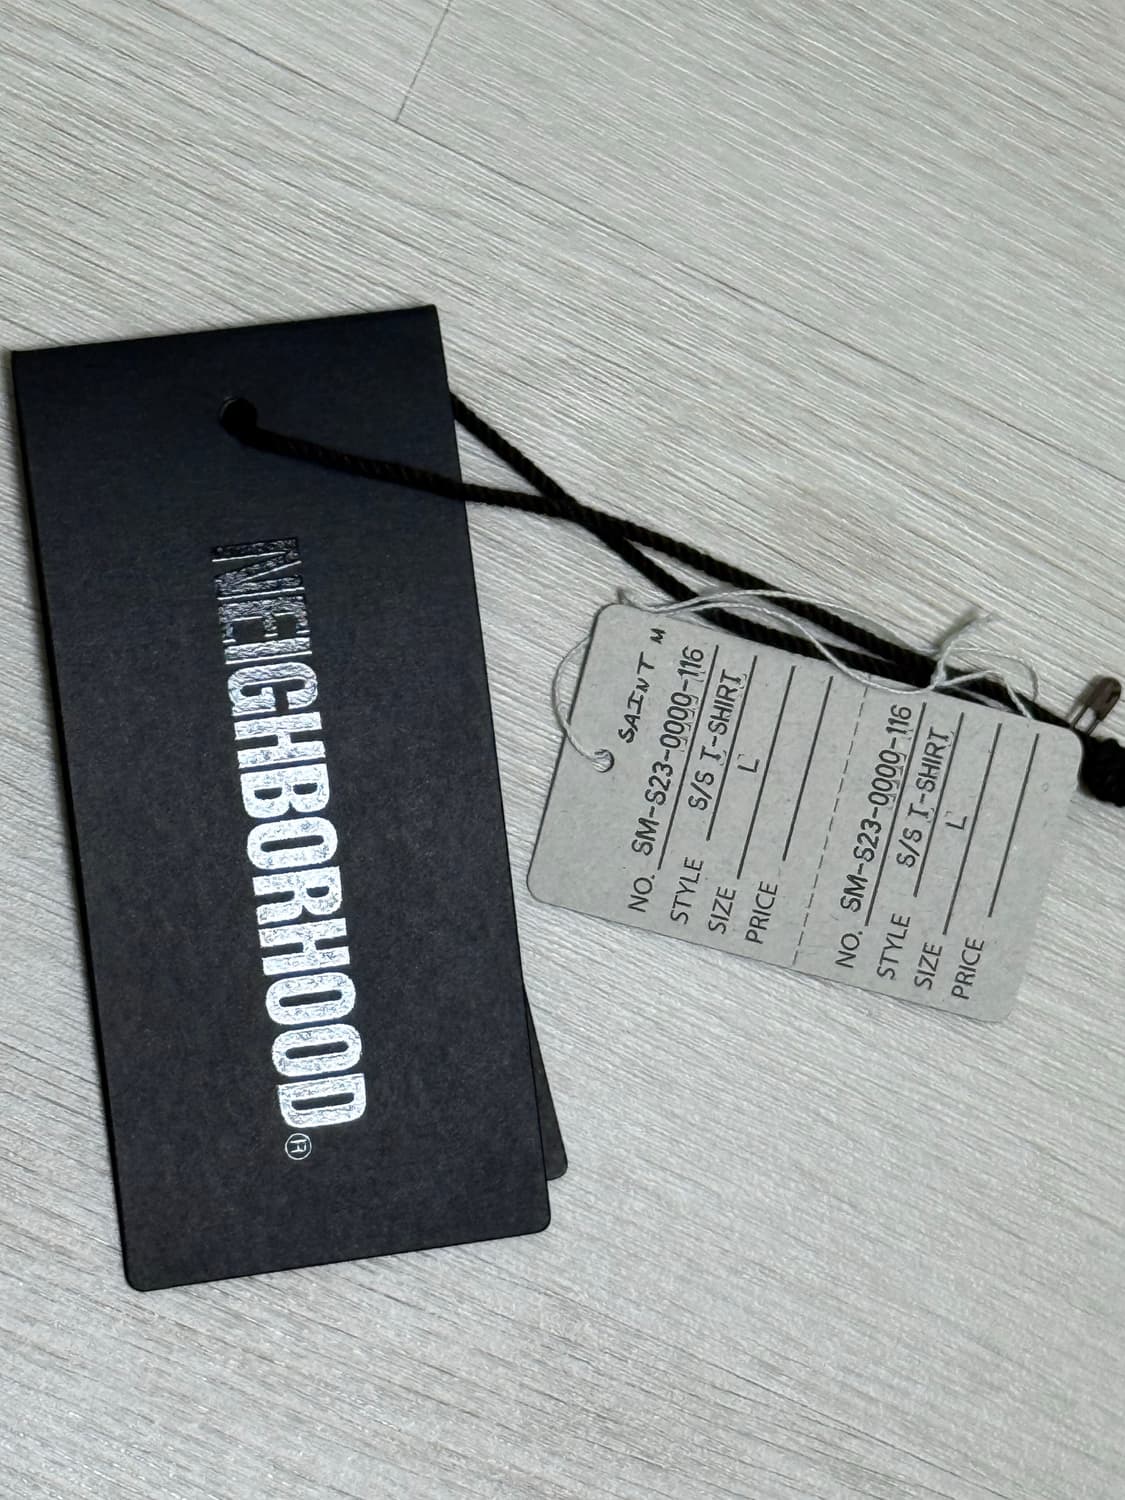 NEIGHBORHOOD®
SAINT M
NO. SM-S23-0000-116
STYLE S/S T-SHIRT
SIZE L
PRICE
NO. SM-S23-0000-116
STYLE S/S T-SHIRT
SIZE L
PRICE